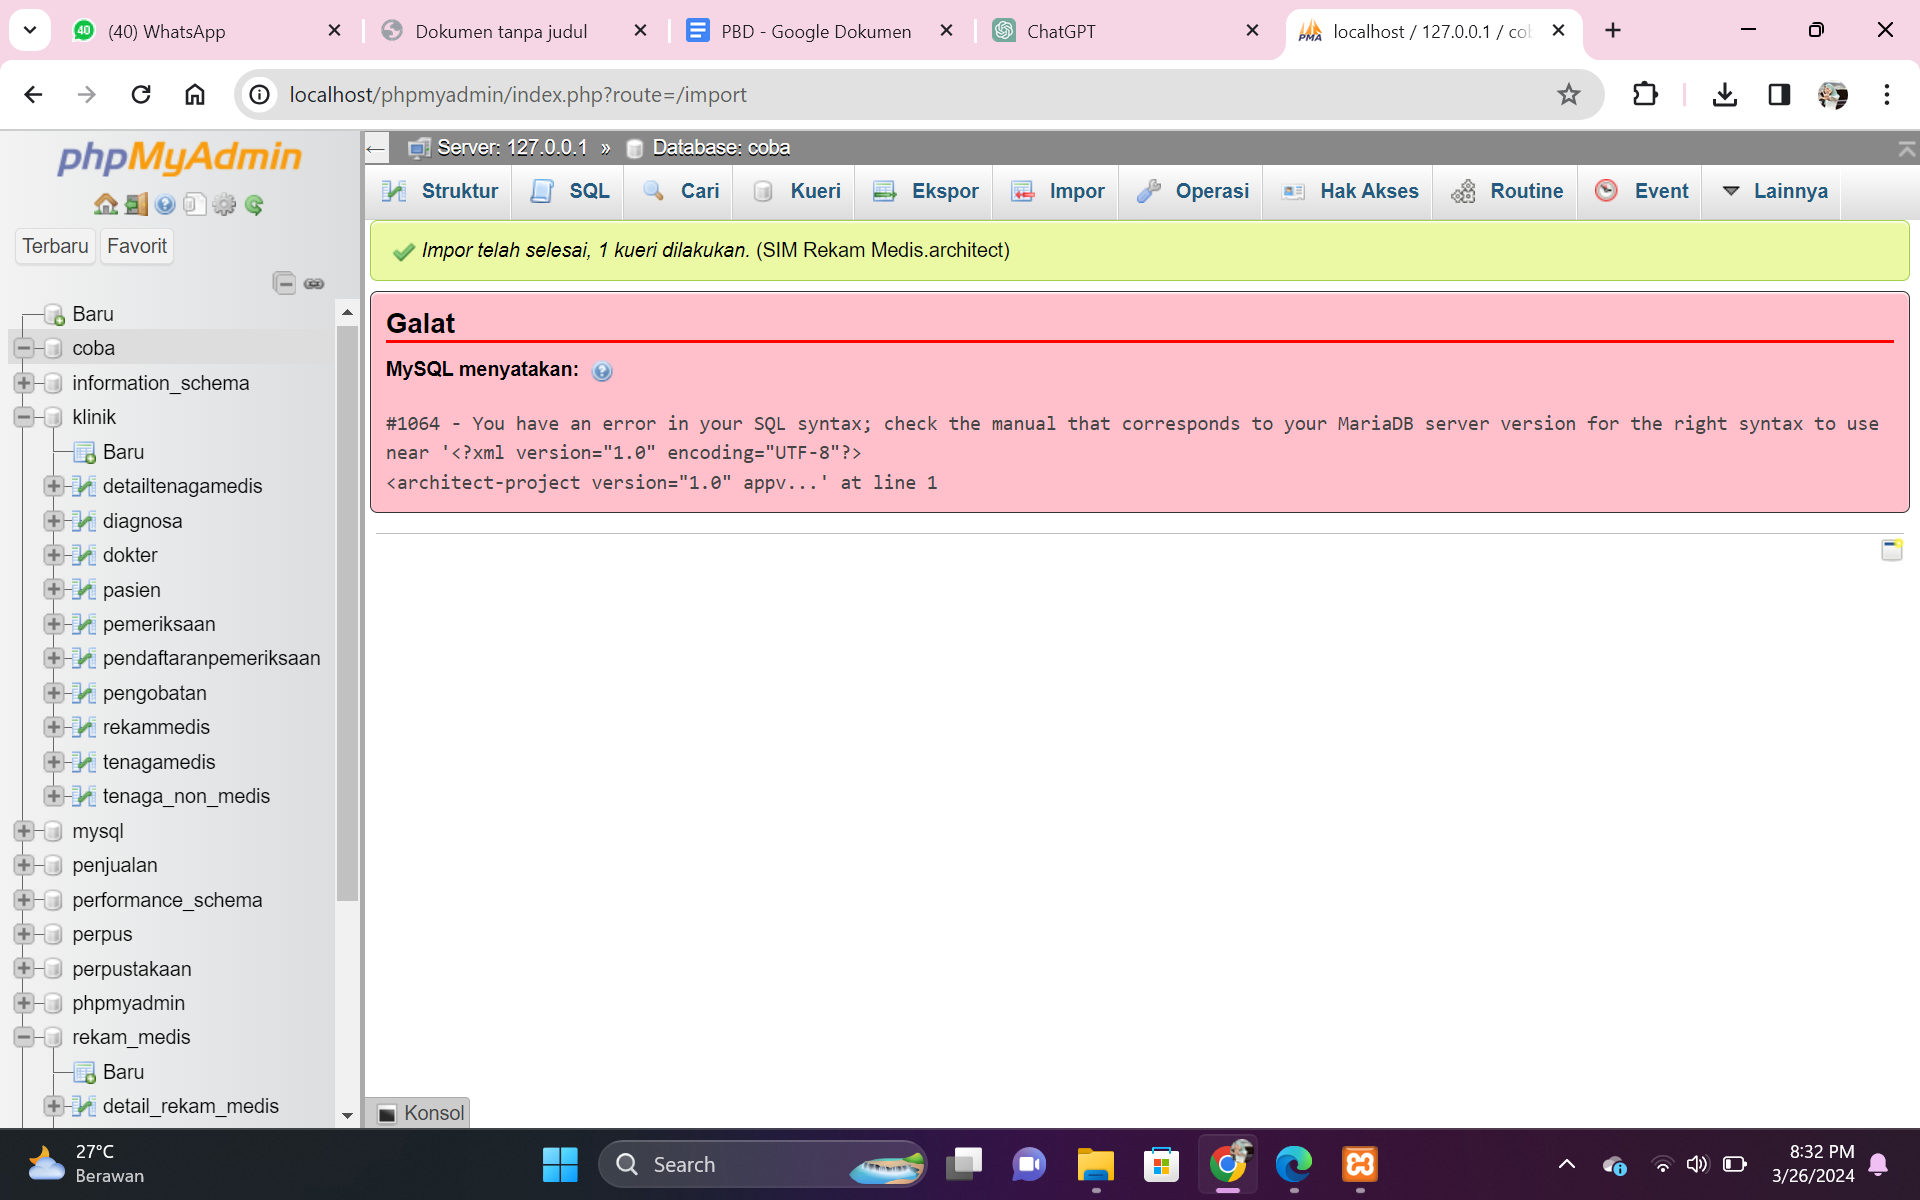 40
(40) WhatsApp
Dokumen tanpa judul
PBD - Google Dokumen
ChatGPT
PMA
localhost / 127.0.0.1 / co
localhost/phpmyadmin/index.php?route=/import
phpMyAdmin
Terbaru
Favorit
Baru
coba
information_schema
klinik
Baru
detailtenagamedis
diagnosa
dokter
pasien
pemeriksaan
pendaftaranpemeriksaan
pengobatan
rekammedis
tenagamedis
tenaga_non_medis
mysql
penjualan
performance_schema
perpus
perpustakaan
phpmyadmin
rekam_medis
Baru
detail_rekam_medis
Server: 127.0.0.1 » Database: coba
Struktur SQL Cari Kueri Ekspor Impor Operasi Hak Akses Routine Event Lainnya
Impor telah selesai, 1 kueri dilakukan. (SIM Rekam Medis.architect)
Galat
MySQL menyatakan:
#1064 - You have an error in your SQL syntax; check the manual that corresponds to your MariaDB server version for the right syntax to use
near '<?xml version="1.0" encoding="UTF-8"?>
<architect-project version="1.0" appv...' at line 1
Konsol
27°C
Berawan
Search
8:32 PM
3/26/2024